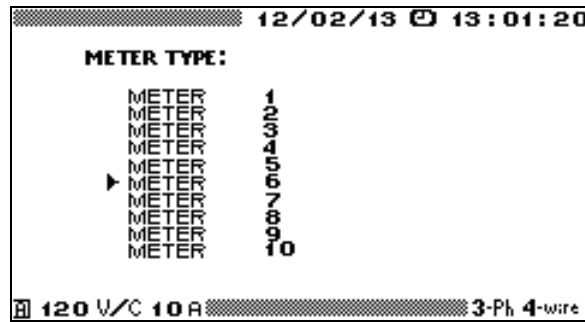 12/02/13 13:01:20
METER TYPE:
METER 1
METER 2
METER 3
METER 4
METER 5
METER 6
METER 7
METER 8
METER 9
METER 10
A 120 V/C 10 A 3-Ph 4-wire